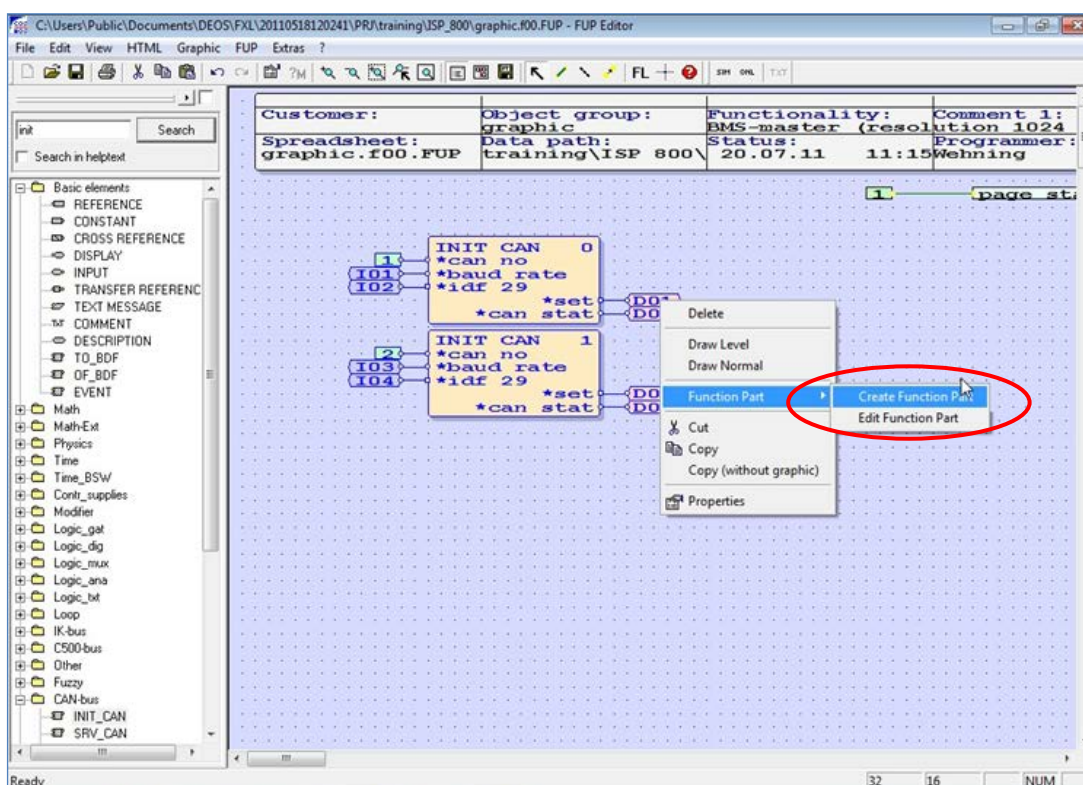 C:\Users\Public\Documents\DEOS\FXL\20110518120241\PRJ\training\ISP_800\graphic.f00.FUP - FUP Editor
File Edit View HTML Graphic FUP Extras ?
?M FL SIM ONL TXT
init Search
Search in helptext
Basic elements
REFERENCE
CONSTANT
CROSS REFERENCE
DISPLAY
INPUT
TRANSFER REFERENC
TEXT MESSAGE
TXT COMMENT
DESCRIPTION
TO_BDF
OF_BDF
EVENT
Math
Math-Ext
Physics
Time
Time_BSW
Contr_supplies
Modifier
Logic_gat
Logic_dig
Logic_mux
Logic_ana
Logic_txt
Loop
IK-bus
C500-bus
Other
Fuzzy
CAN-bus
INIT_CAN
SRV_CAN
Customer: Object group: Functionality: Comment 1:
graphic BMS-master (resolution 1024
Spreadsheet: Data path: Status: Programmer:
graphic.f00.FUP training\ISP 800\ 20.07.11 11:15 Wehning
1 page sta
INIT CAN 0
1 *can no
I01 *baud rate
I02 *idf 29
*set D01
*can stat D0
INIT CAN 1
2 *can no
I03 *baud rate
I04 *idf 29
*set D0
*can stat D0
Delete
Draw Level
Draw Normal
Function Part
Create Function Part
Edit Function Part
Cut
Copy
Copy (without graphic)
Properties
Ready 32 16 NUM